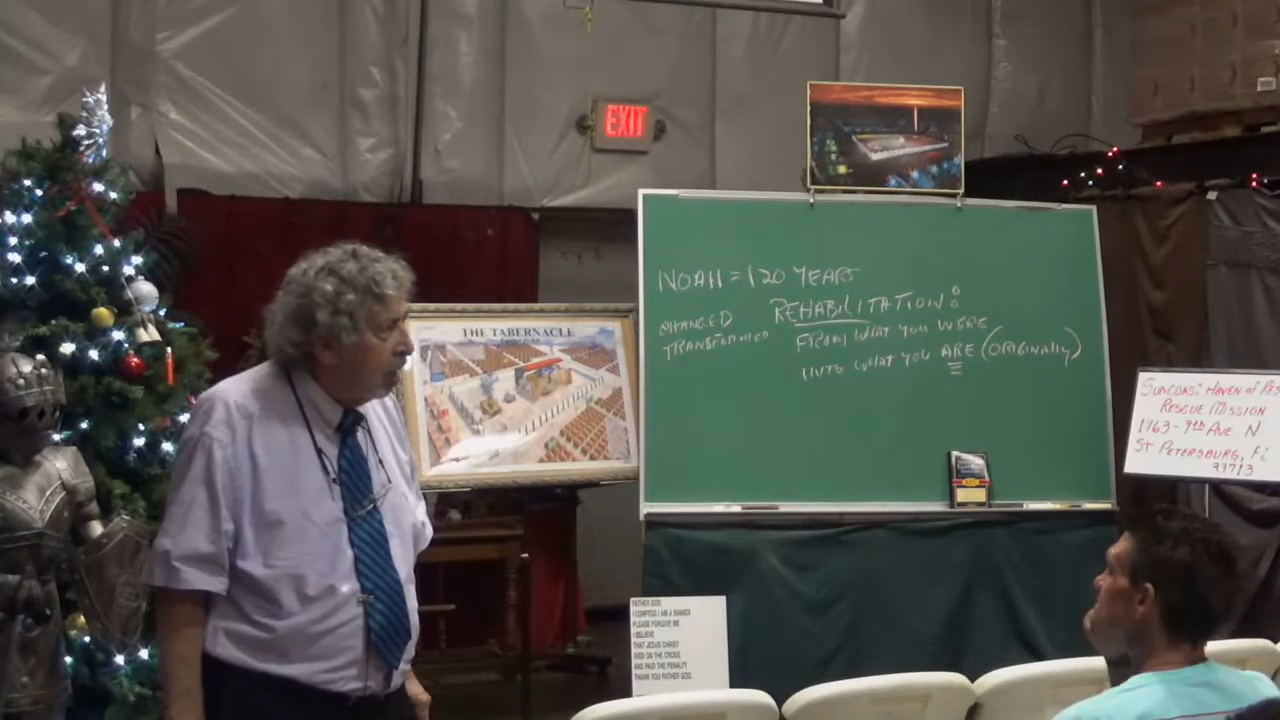 EXIT
THE TABERNACLE
NOAH = 120 YEARS
REHABILITATION:
CHANGED
TRANSFORMED
FROM WHAT YOU WERE
INTO WHAT YOU ARE (ORIGINALLY)
SUNCOAST HAVEN OF RES
RESCUE MISSION
1763 - 9th AVE N
ST PETERSBURG, FL
33713
FATHER GOD,
I CONFESS I AM A SINNER
PLEASE FORGIVE ME
I BELIEVE
THAT JESUS CHRIST
DIED ON THE CROSS
AND PAID THE PENALTY
THANK YOU FATHER GOD.